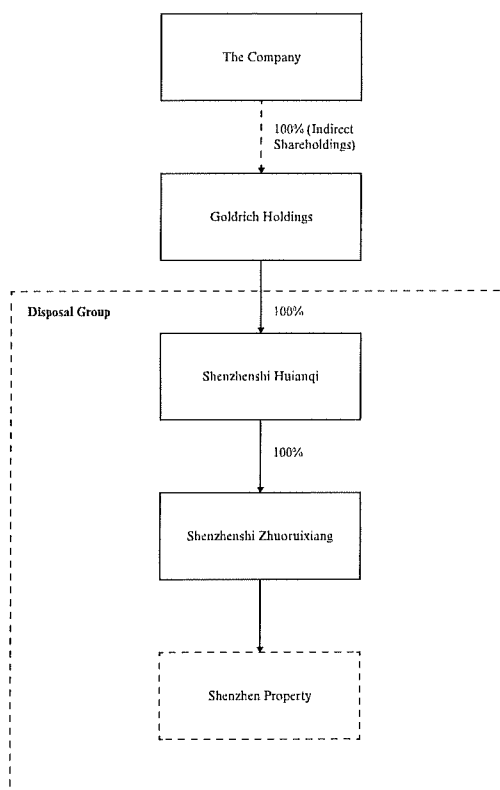 The Company
100% (Indirect
Shareholdings)
Goldrich Holdings
Disposal Group
100%
Shenzhenshi Huianqi
100%
Shenzhenshi Zhuoruixiang
Shenzhen Property